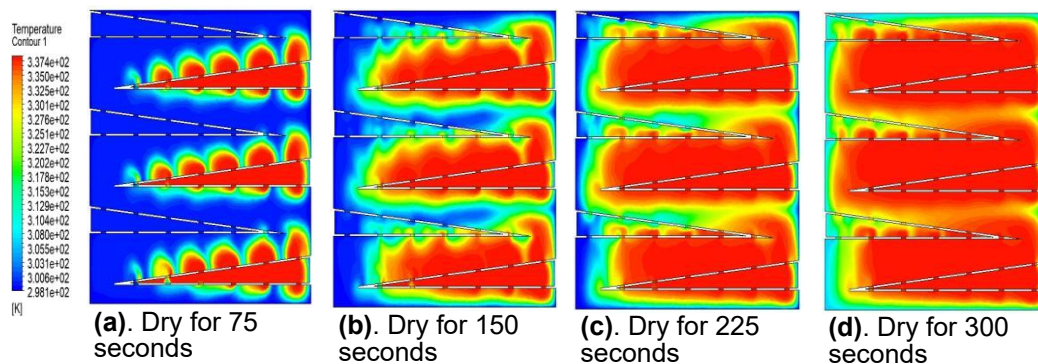 Temperature
Contour 1
3.374e+02
3.350e+02
3.325e+02
3.301e+02
3.276e+02
3.252e+02
3.227e+02
3.202e+02
3.178e+02
3.153e+02
3.129e+02
3.104e+02
3.080e+02
3.055e+02
3.031e+02
3.006e+02
2.981e+02
[K]
(a). Dry for 75
seconds
(b). Dry for 150
seconds
(c). Dry for 225
seconds
(d). Dry for 300
seconds